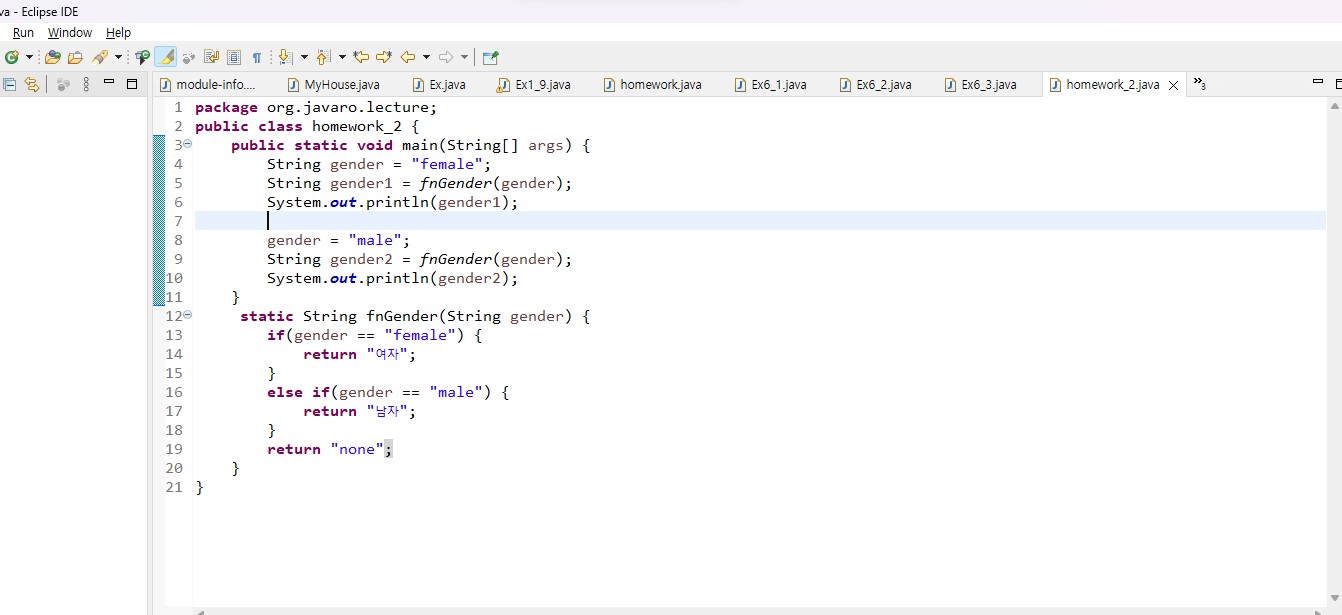 va - Eclipse IDE
Run Window Help
module-info.... MyHouse.java Ex.java Ex1_9.java homework.java Ex6_1.java Ex6_2.java Ex6_3.java homework_2.java »3
1 package org.javaro.lecture;
2 public class homework_2 {
3 public static void main(String[] args) {
4 String gender = "female";
5 String gender1 = fnGender(gender);
6 System.out.println(gender1);
7
8 gender = "male";
9 String gender2 = fnGender(gender);
10 System.out.println(gender2);
11 }
12 static String fnGender(String gender) {
13 if(gender == "female") {
14 return "여자";
15 }
16 else if(gender == "male") {
17 return "남자";
18 }
19 return "none";
20 }
21 }